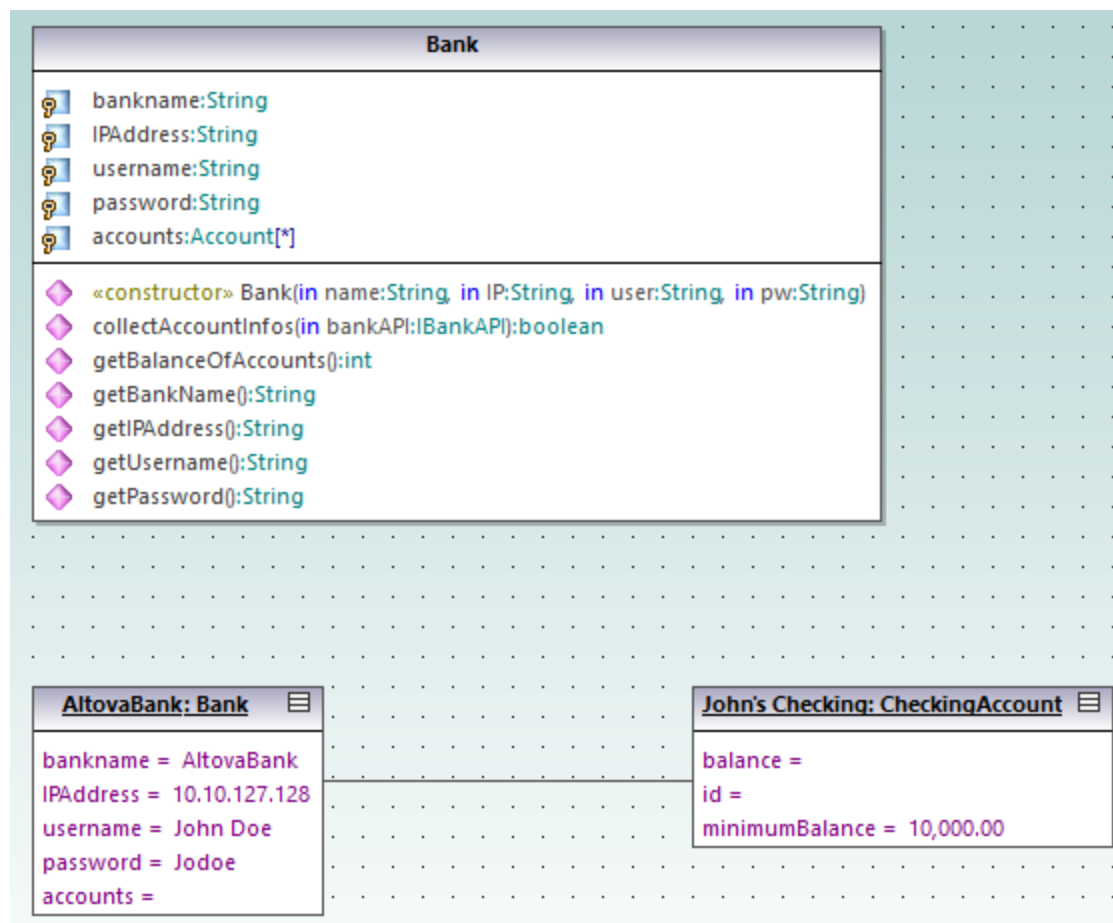 Bank
bankname:String
IPAddress:String
username:String
password:String
accounts:Account[*]
«constructor» Bank(in name:String, in IP:String, in user:String, in pw:String)
collectAccountInfos(in bankAPI:IBankAPI):boolean
getBalanceOfAccounts():int
getBankName():String
getIPAddress():String
getUsername():String
getPassword():String
AltovaBank: Bank
bankname = AltovaBank
IPAddress = 10.10.127.128
username = John Doe
password = Jodoe
accounts =
John's Checking: CheckingAccount
balance =
id =
minimumBalance = 10,000.00